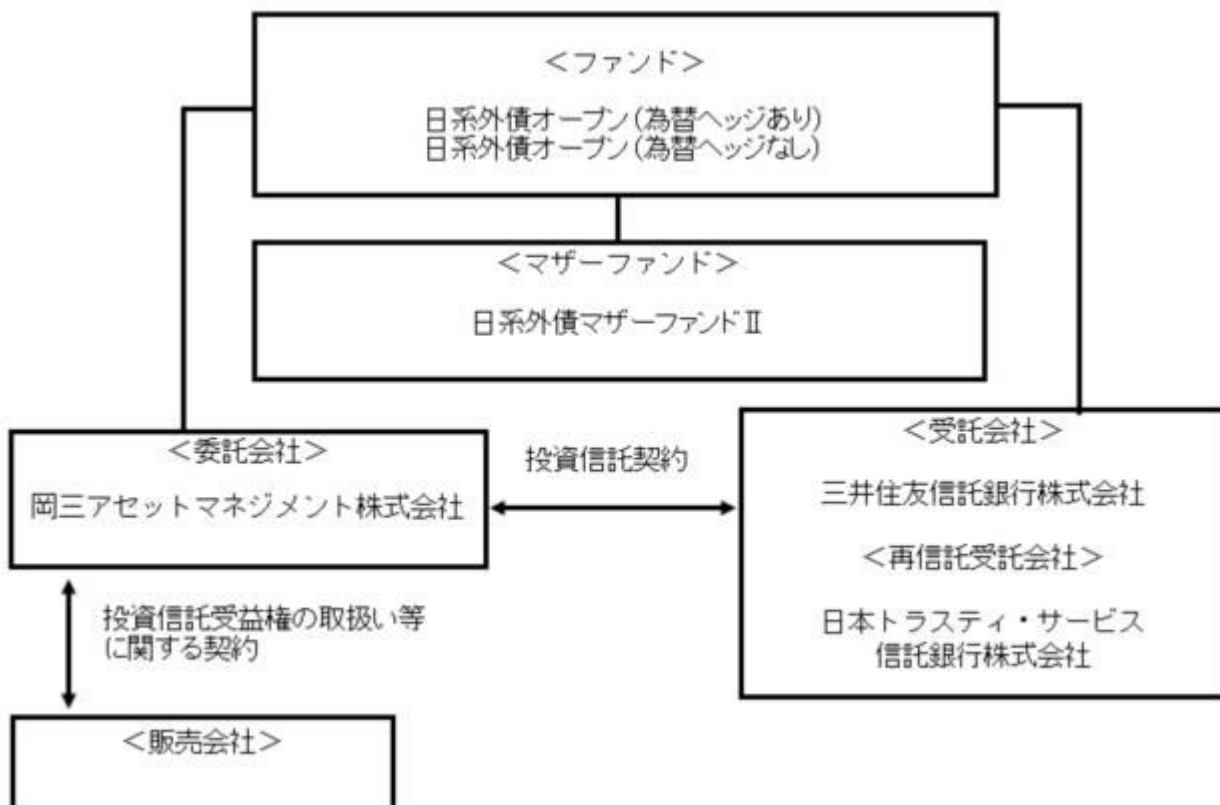 ＜ファンド＞
日系外債オープン（為替ヘッジあり）
日系外債オープン（為替ヘッジなし）
＜マザーファンド＞
日系外債マザーファンドⅡ
＜委託会社＞
岡三アセットマネジメント株式会社
投資信託契約
＜受託会社＞
三井住友信託銀行株式会社
＜再信託受託会社＞
日本トラスティ・サービス
信託銀行株式会社
投資信託受益権の取扱い等
に関する契約
＜販売会社＞